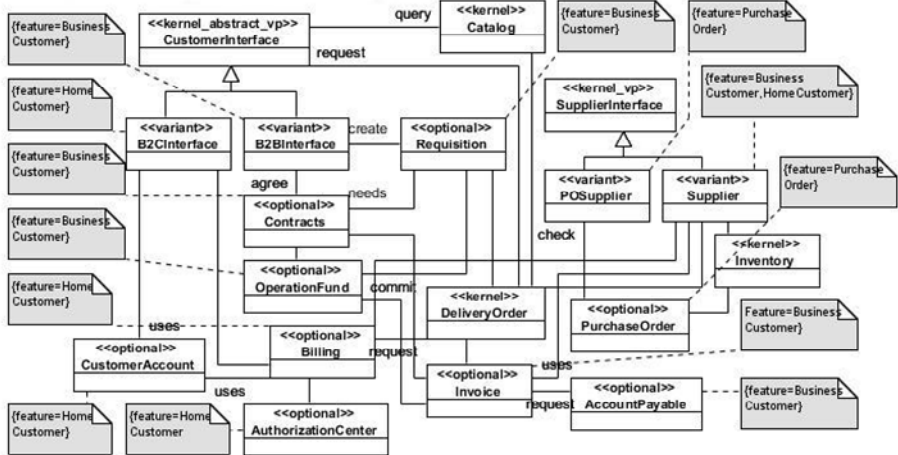 {feature=Business
Customer}
<<kernel_abstract_vp>>
CustomerInterface
query
<<kernel>>
Catalog
request
{feature=Business
Customer}
{feature=Purchase
Order}
{feature=Home
Customer}
<<kernel_vp>>
SupplierInterface
{feature=Business
Customer,HomeCustomer}
<<variant>>
B2CInterface
<<variant>>
B2BInterface
create
<<optional>>
Requisition
{feature=Business
Customer}
agree
needs
<<optional>>
Contracts
<<variant>>
POSupplier
<<variant>>
Supplier
{feature=Purchase
Order}
check
{feature=Business
Customer}
<<optional>>
OperationFund
commit
<<kernel>>
Inventory
{feature=Home
Customer}
uses
<<kernel>>
DeliveryOrder
<<optional>>
PurchaseOrder
Feature=Business
Customer}
<<optional>>
CustomerAccount
<<optional>>
Billing
request
uses
uses
<<optional>>
Invoice
request
<<optional>>
AccountPayable
{feature=Business
Customer}
{feature=Home
Customer}
{feature=Home
Customer
<<optional>>
AuthorizationCenter